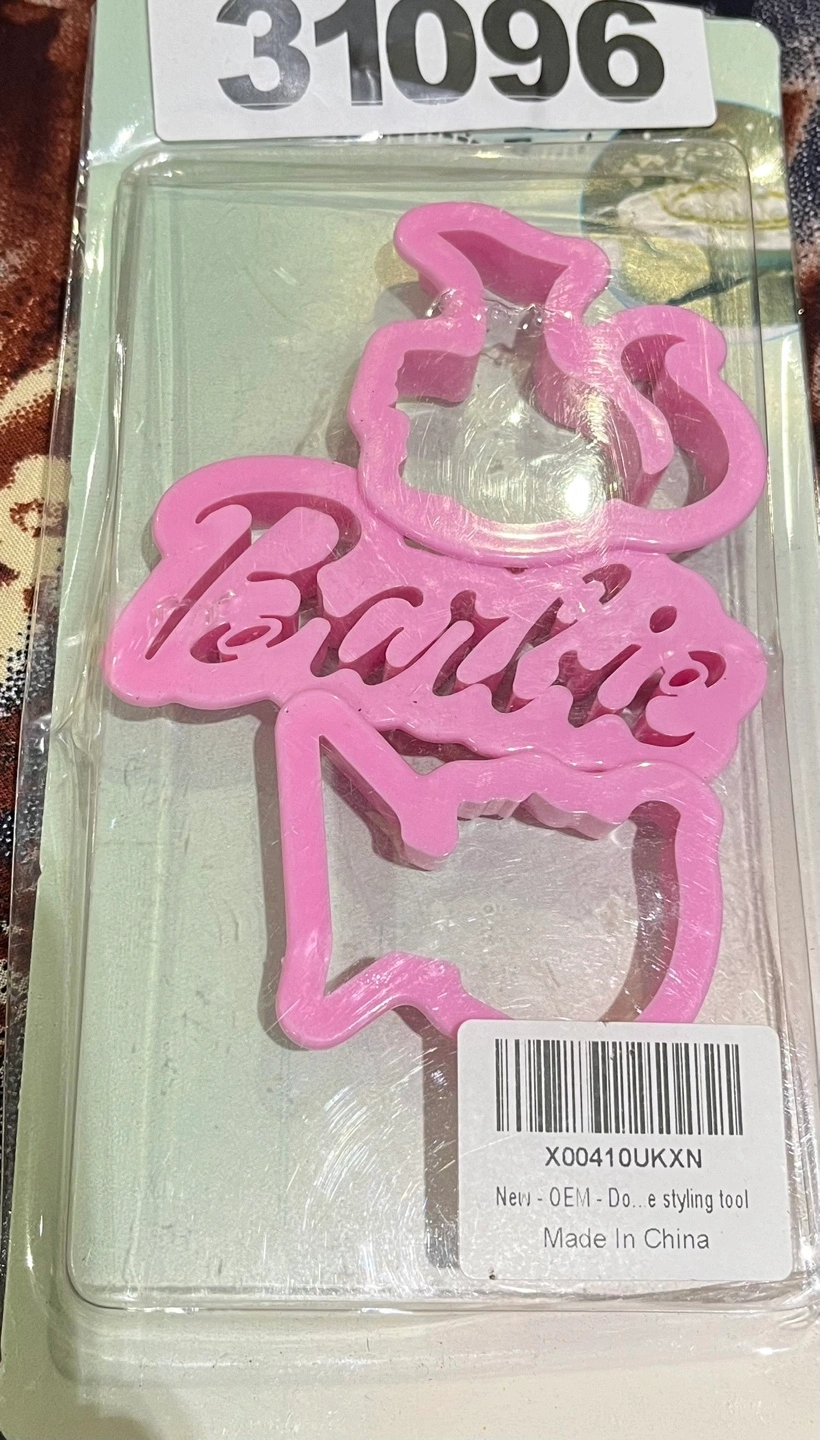 31096
Barbie
X00410UKXN
New - OEM - Do...e styling tool
Made In China